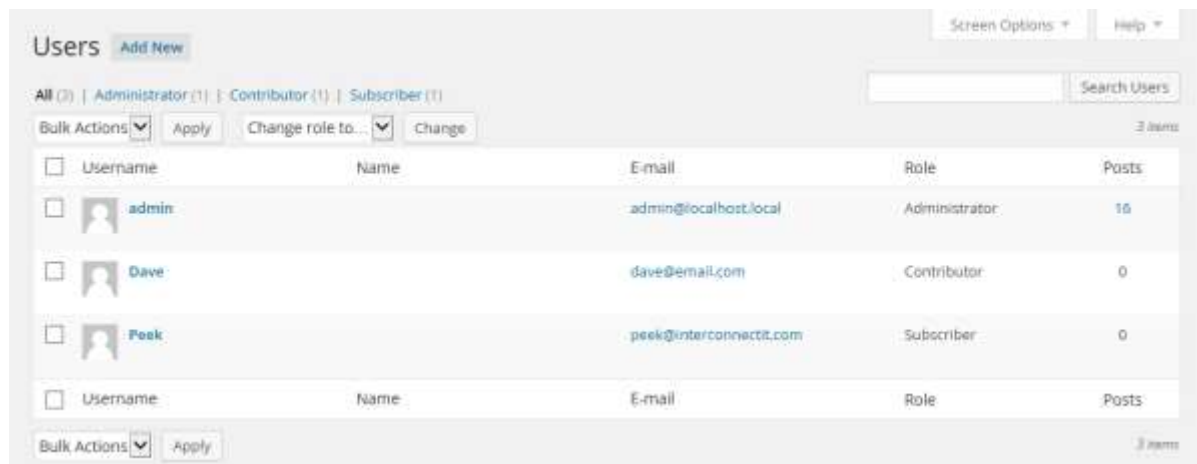 Screen Options Help
Users Add New
All (3) | Administrator (1) | Contributor (1) | Subscriber (1)
Search Users
Bulk Actions Apply Change role to... Change 3 items
Username Name E-mail Role Posts
admin admin@localhost.local Administrator 16
Dave dave@email.com Contributor 0
Peek peek@interconnectit.com Subscriber 0
Username Name E-mail Role Posts
Bulk Actions Apply 3 items